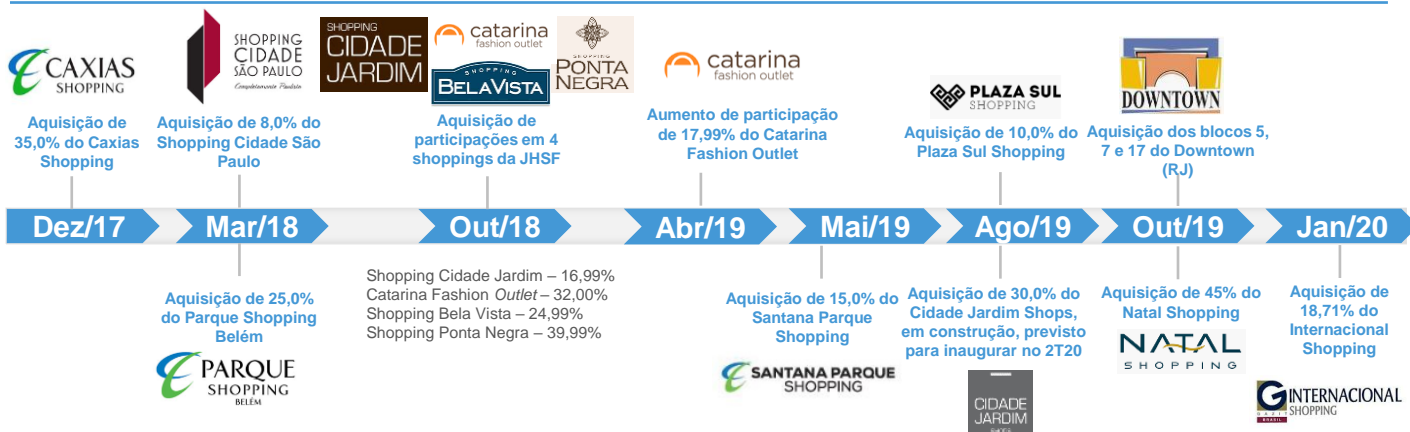 CAXIAS
SHOPPING
Aquisição de
35,0% do Caxias
Shopping
SHOPPING
CIDADE
SÃO PAULO
Completamente Paulista
Aquisição de 8,0% do
Shopping Cidade São
Paulo
SHOPPING
CIDADE
JARDIM
catarina
fashion outlet
SHOPPING
BELAVISTA
SHOPPING
PONTA
NEGRA
Aquisição de
participações em 4
shoppings da JHSF
catarina
fashion outlet
Aumento de participação
de 17,99% do Catarina
Fashion Outlet
PLAZA SUL
SHOPPING
Aquisição de 10,0% do
Plaza Sul Shopping
DOWNTOWN
Aquisição dos blocos 5,
7 e 17 do Downtown
(RJ)
Dez/17
Mar/18
Out/18
Abr/19
Mai/19
Ago/19
Out/19
Jan/20
Aquisição de 25,0%
do Parque Shopping
Belém
PARQUE
SHOPPING
BELÉM
Shopping Cidade Jardim – 16,99%
Catarina Fashion Outlet – 32,00%
Shopping Bela Vista – 24,99%
Shopping Ponta Negra – 39,99%
Aquisição de 15,0% do
Santana Parque
Shopping
SANTANA PARQUE
SHOPPING
Aquisição de 30,0% do
Cidade Jardim Shops,
em construção, previsto
para inaugurar no 2T20
CIDADE
JARDIM
SHOPS
Aquisição de 45% do
Natal Shopping
NATAL
SHOPPING
Aquisição de
18,71% do
Internacional
Shopping
G
GAZIT
BRASIL
INTERNACIONAL
SHOPPING